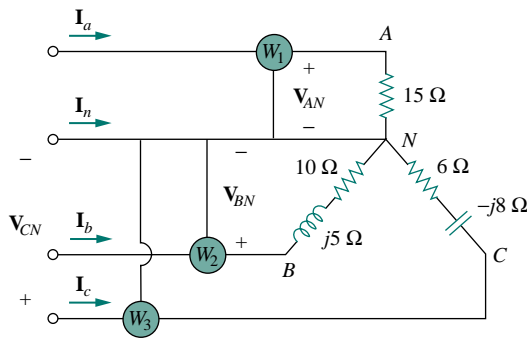 I_a
A
W_1
+
V_AN
15 Ω
I_n
–
N
–
–
10 Ω
6 Ω
V_BN
–j8 Ω
V_CN
I_b
+
j5 Ω
W_2
B
C
+
I_c
W_3